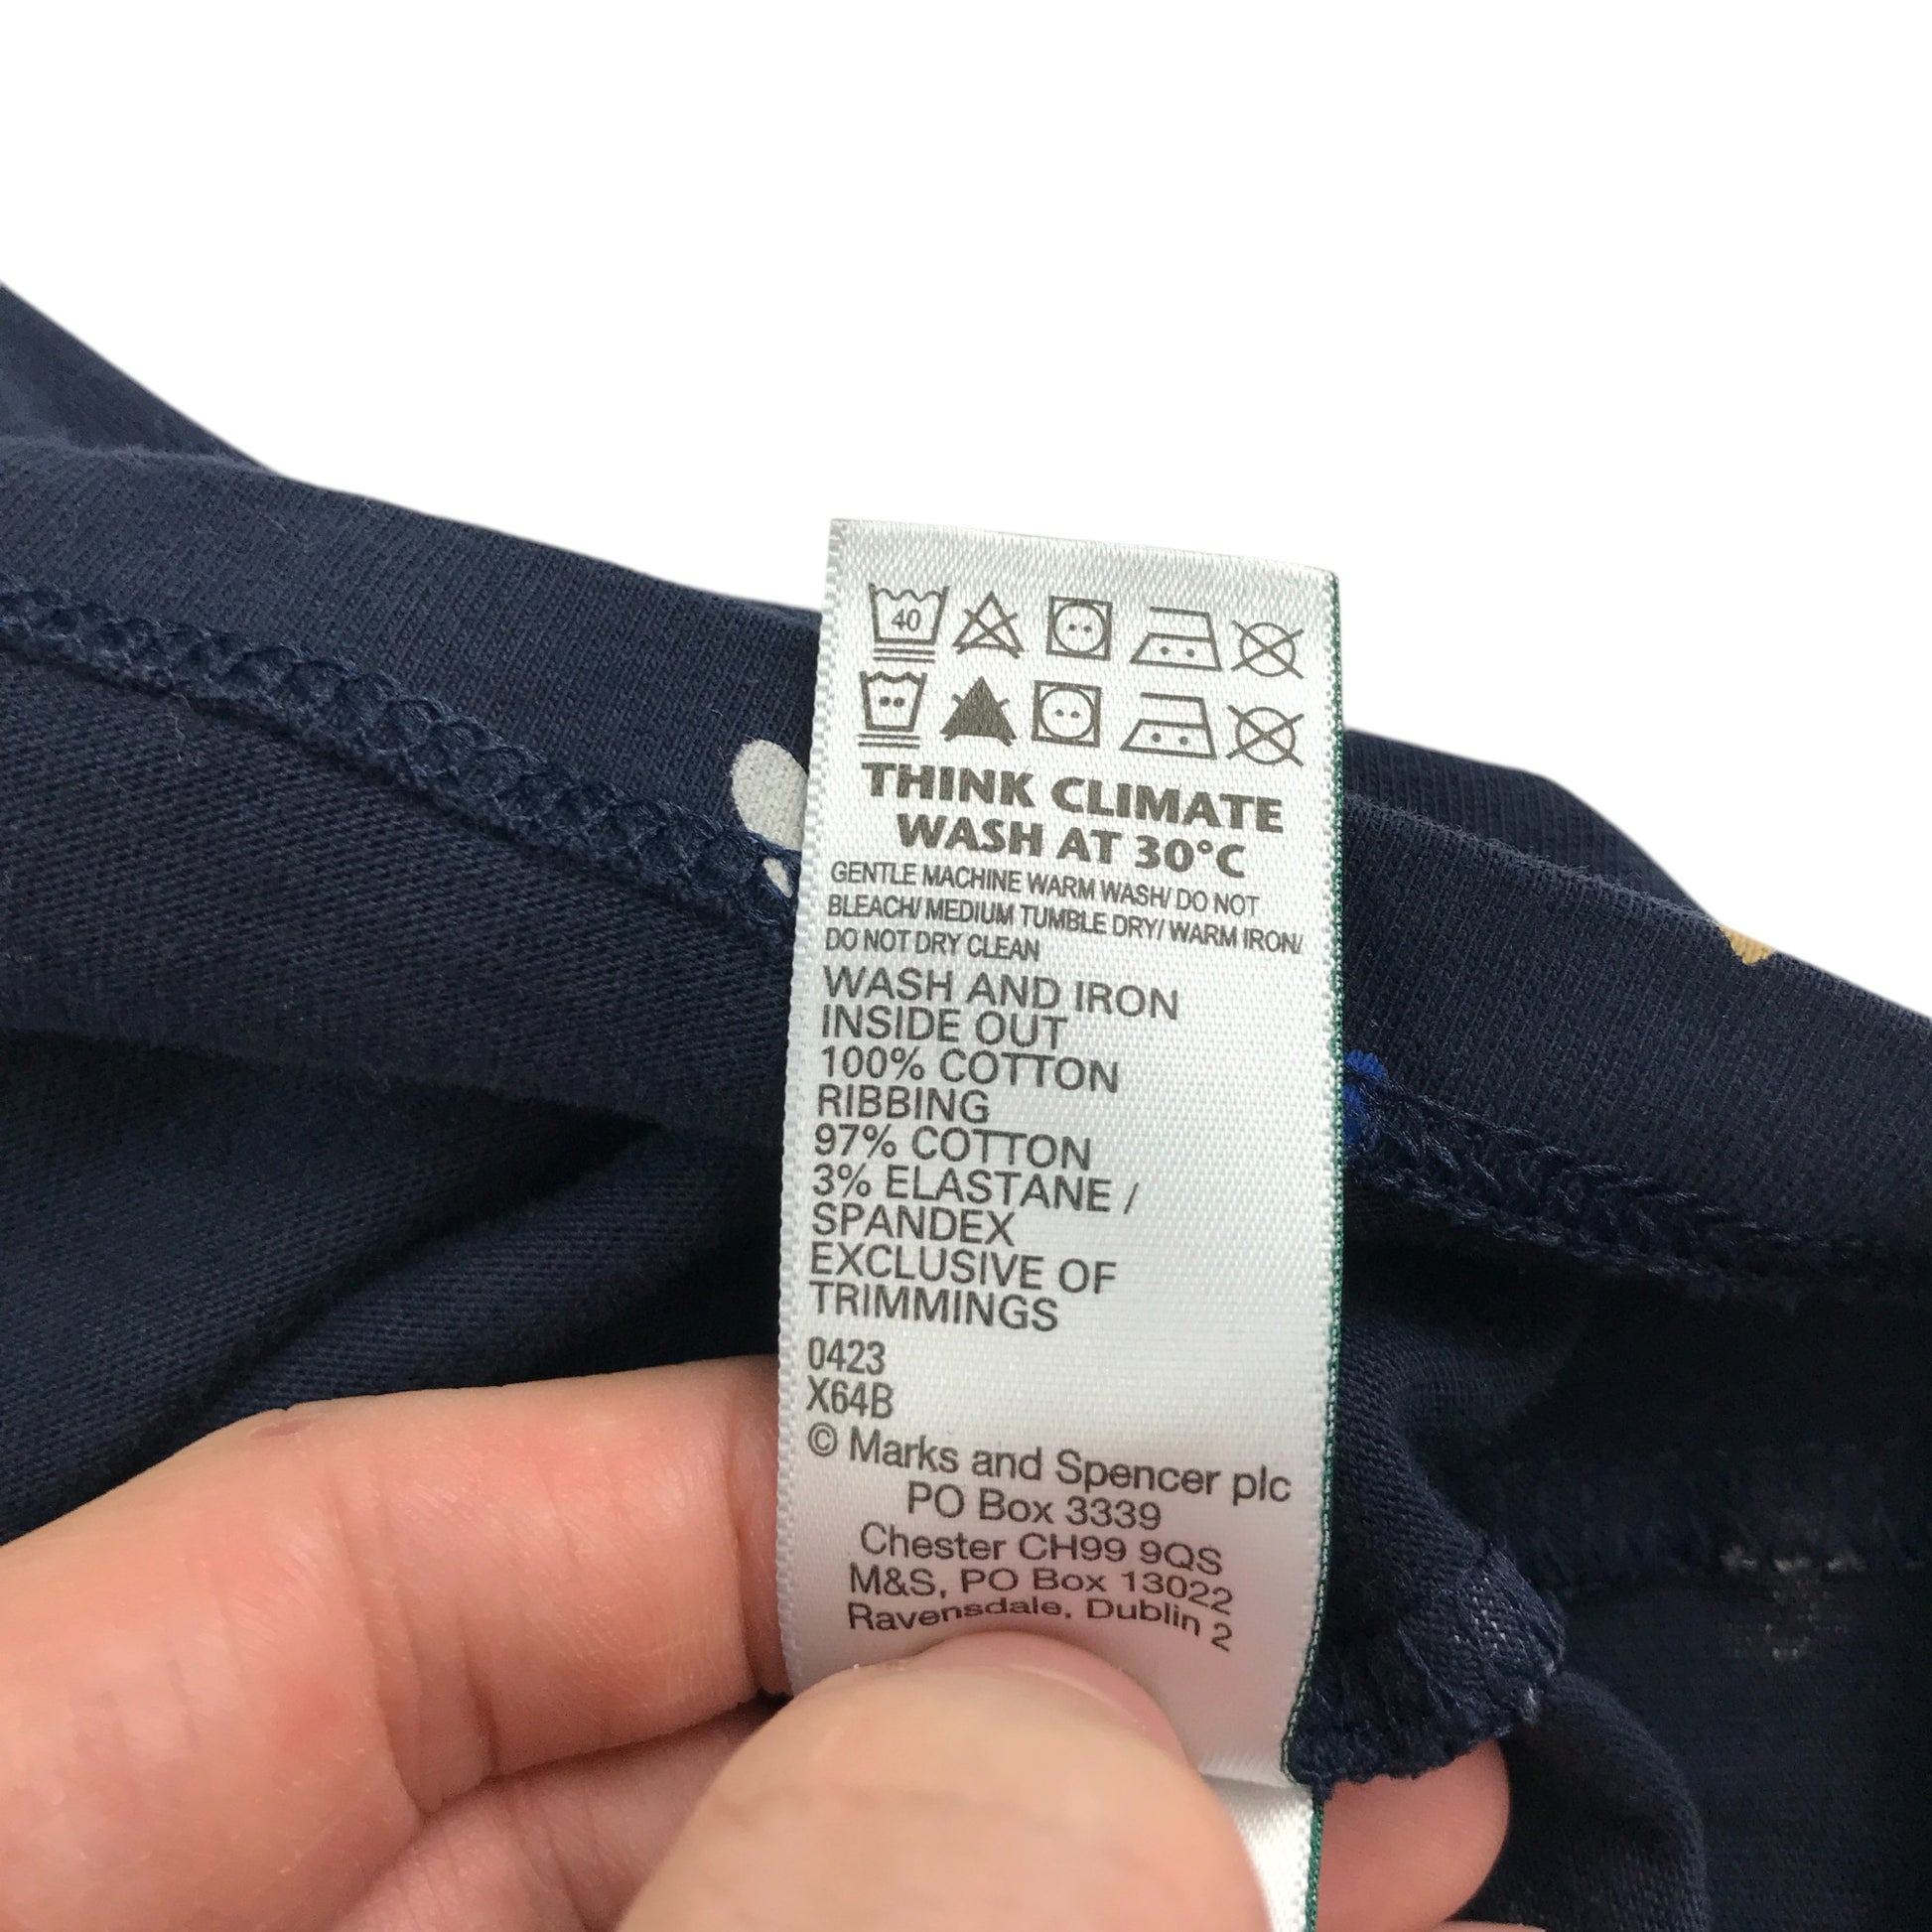 40
THINK CLIMATE
WASH AT 30°C
GENTLE MACHINE WARM WASH/ DO NOT
BLEACH/ MEDIUM TUMBLE DRY/ WARM IRON/
DO NOT DRY CLEAN
WASH AND IRON
INSIDE OUT
100% COTTON
RIBBING
97% COTTON
3% ELASTANE /
SPANDEX
EXCLUSIVE OF
TRIMMINGS
0423
X64B
© Marks and Spencer plc
PO Box 3339
Chester CH99 9QS
M&S, PO Box 13022
Ravensdale, Dublin 2